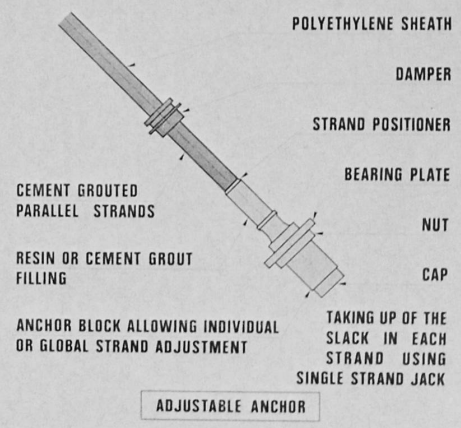 POLYETHYLENE SHEATH
DAMPER
STRAND POSITIONER
BEARING PLATE
NUT
CAP
TAKING UP OF THE
SLACK IN EACH
STRAND USING
SINGLE STRAND JACK
CEMENT GROUTED
PARALLEL STRANDS
RESIN OR CEMENT GROUT
FILLING
ANCHOR BLOCK ALLOWING INDIVIDUAL
OR GLOBAL STRAND ADJUSTMENT
ADJUSTABLE ANCHOR